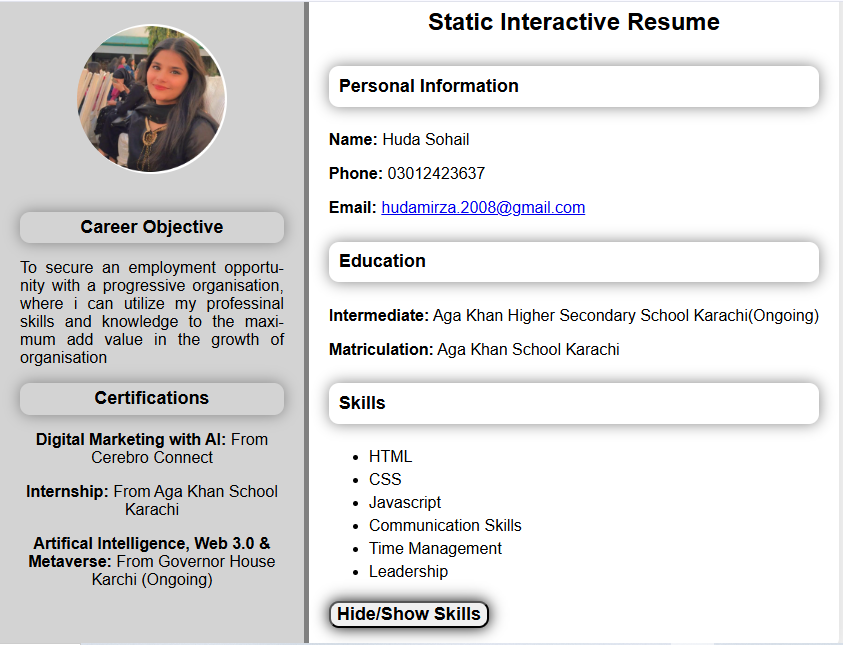 Career Objective
To secure an employment opportu-
nity with a progressive organisation,
where i can utilize my professinal
skills and knowledge to the maxi-
mum add value in the growth of
organisation
Certifications
Digital Marketing with AI: From
Cerebro Connect
Internship: From Aga Khan School
Karachi
Artifical Intelligence, Web 3.0 &
Metaverse: From Governor House
Karchi (Ongoing)
Static Interactive Resume
Personal Information
Name: Huda Sohail
Phone: 03012423637
Email: hudamirza.2008@gmail.com
Education
Intermediate: Aga Khan Higher Secondary School Karachi(Ongoing)
Matriculation: Aga Khan School Karachi
Skills
HTML
CSS
Javascript
Communication Skills
Time Management
Leadership
Hide/Show Skills